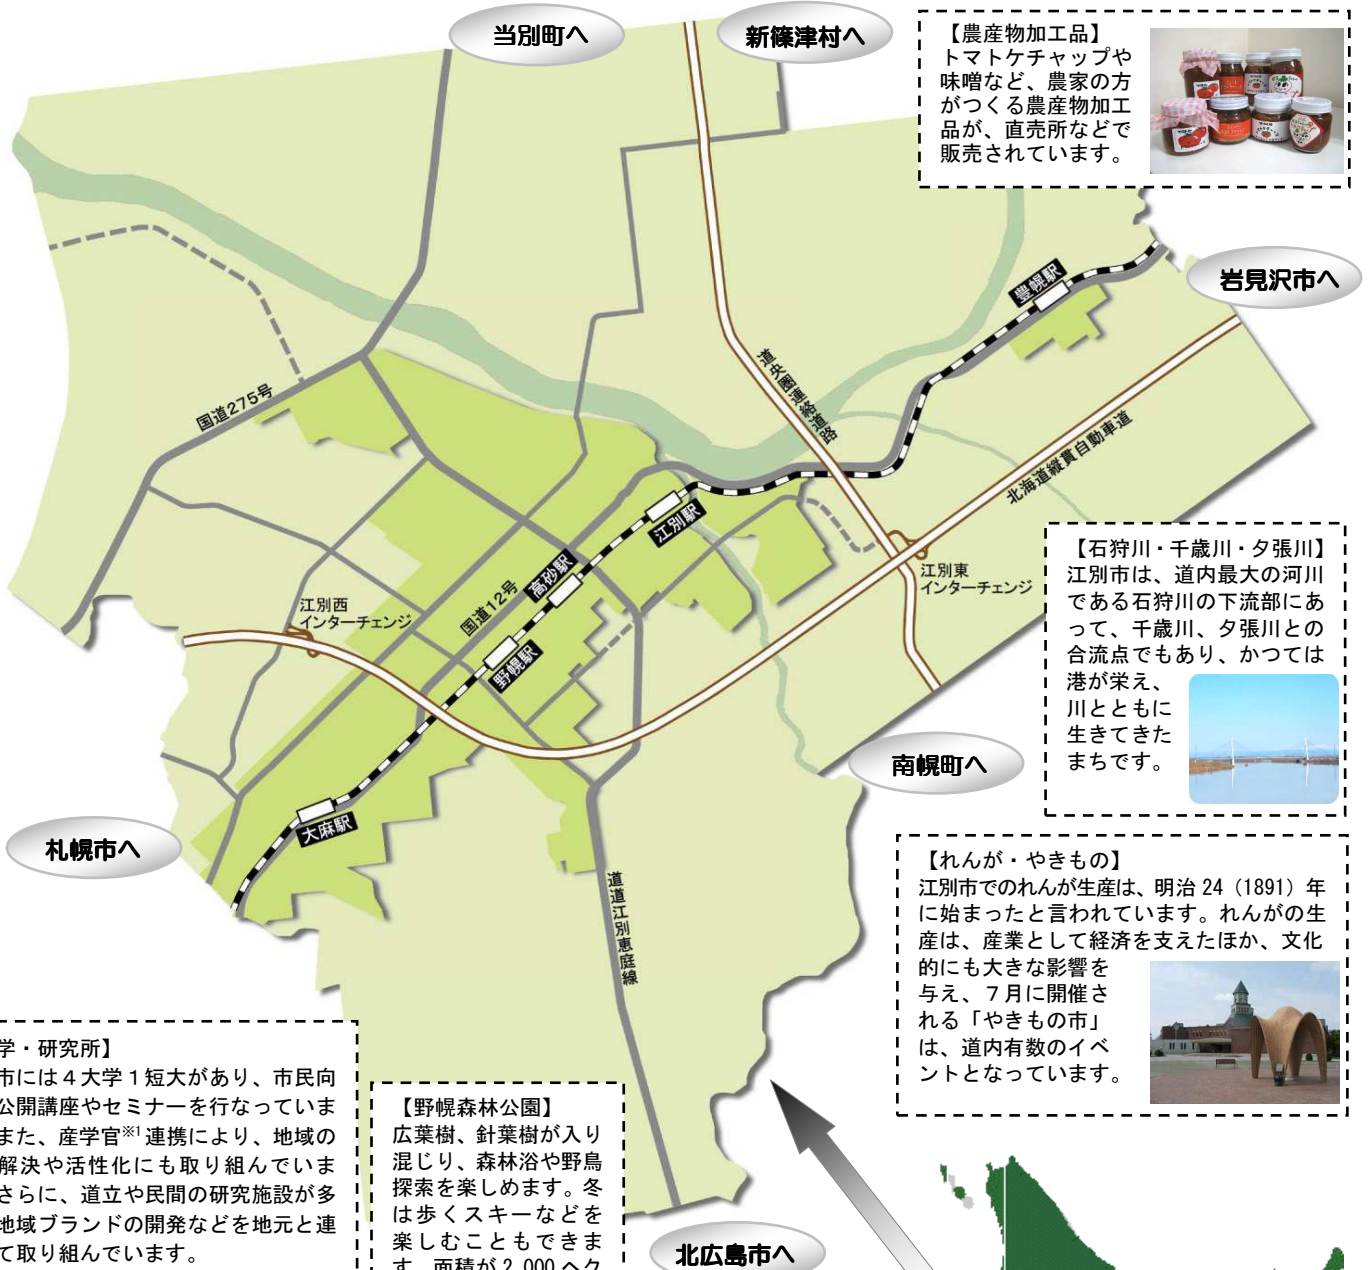 当別町へ
新篠津村へ
【農産物加工品】
トマトケチャップや
味噌など、農家の方
がつくる農産物加工
品が、直売所などで
販売されています。
岩見沢市へ
豊幌駅
道央圏連絡道路
国道275号
北海道縦貫自動車道
江別駅
高砂駅
江別東
インターチェンジ
江別西
インターチェンジ
国道12号
野幌駅
【石狩川・千歳川・夕張川】
江別市は、道内最大の河川
である石狩川の下流部にあ
って、千歳川、夕張川との
合流点でもあり、かつては
港が栄え、
川とともに
生きてきた
まちです。
南幌町へ
大麻駅
札幌市へ
道道江別恵庭線
【れんが・やきもの】
江別市でのれんが生産は、明治 24（1891）年
に始まったと言われています。れんがの生
産は、産業として経済を支えたほか、文化
的にも大きな影響を
与え、７月に開催さ
れる「やきもの市」
は、道内有数のイベ
ントとなっています。
学・研究所】
市には４大学１短大があり、市民向
公開講座やセミナーを行なっていま
また、産学官※1連携により、地域の
解決や活性化にも取り組んでいま
さらに、道立や民間の研究施設が多
地域ブランドの開発などを地元と連
て取り組んでいます。
【野幌森林公園】
広葉樹、針葉樹が入り
混じり、森林浴や野鳥
探索を楽しめます。冬
は歩くスキーなどを
楽しむこともできま
す。面積が 2,000 ヘク
北広島市へ